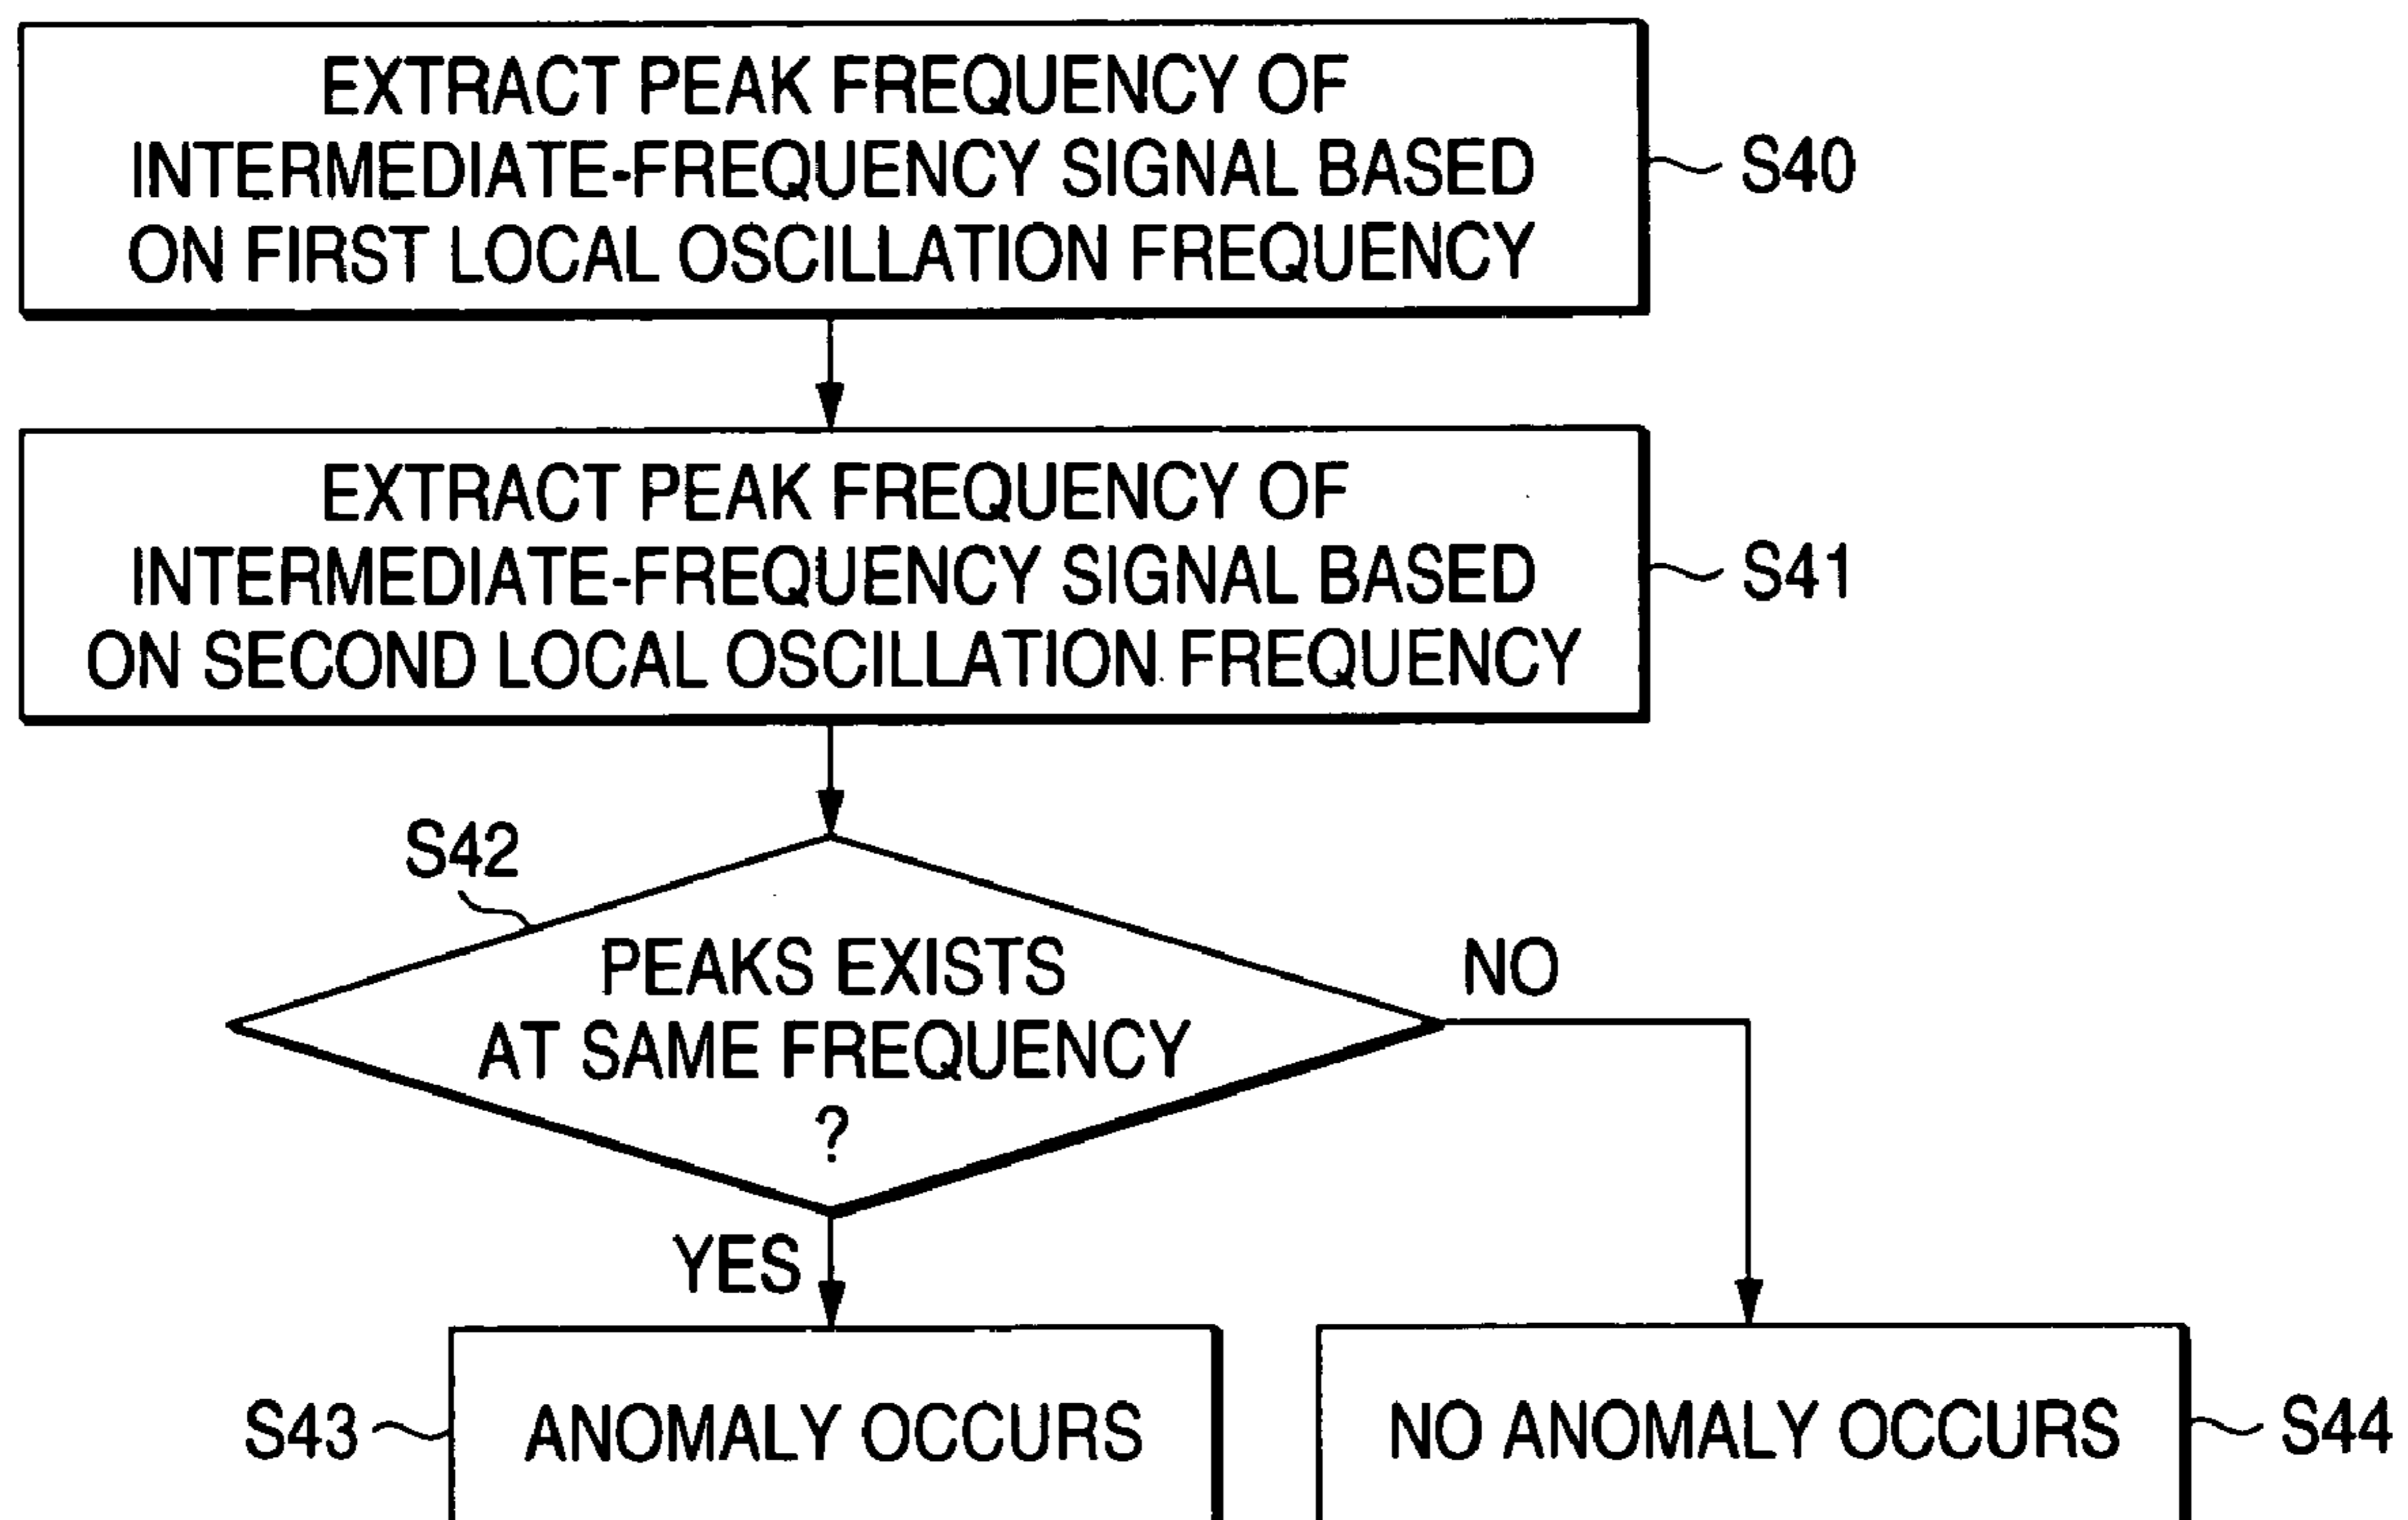 EXTRACT PEAK FREQUENCY OF
INTERMEDIATE-FREQUENCY SIGNAL BASED
ON FIRST LOCAL OSCILLATION FREQUENCY
S40
EXTRACT PEAK FREQUENCY OF
INTERMEDIATE-FREQUENCY SIGNAL BASED
ON SECOND LOCAL OSCILLATION FREQUENCY
S41
S42
PEAKS EXISTS
AT SAME FREQUENCY
?
NO
YES
S43
ANOMALY OCCURS
NO ANOMALY OCCURS
S44